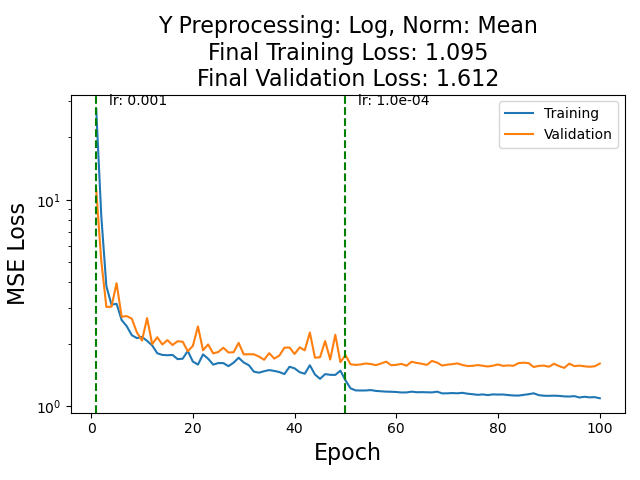 Y Preprocessing: Log, Norm: Mean
Final Training Loss: 1.095
Final Validation Loss: 1.612
lr: 0.001
lr: 1.0e-04
Training
Validation
MSE Loss
10¹
10⁰
0 20 40 60 80 100
Epoch